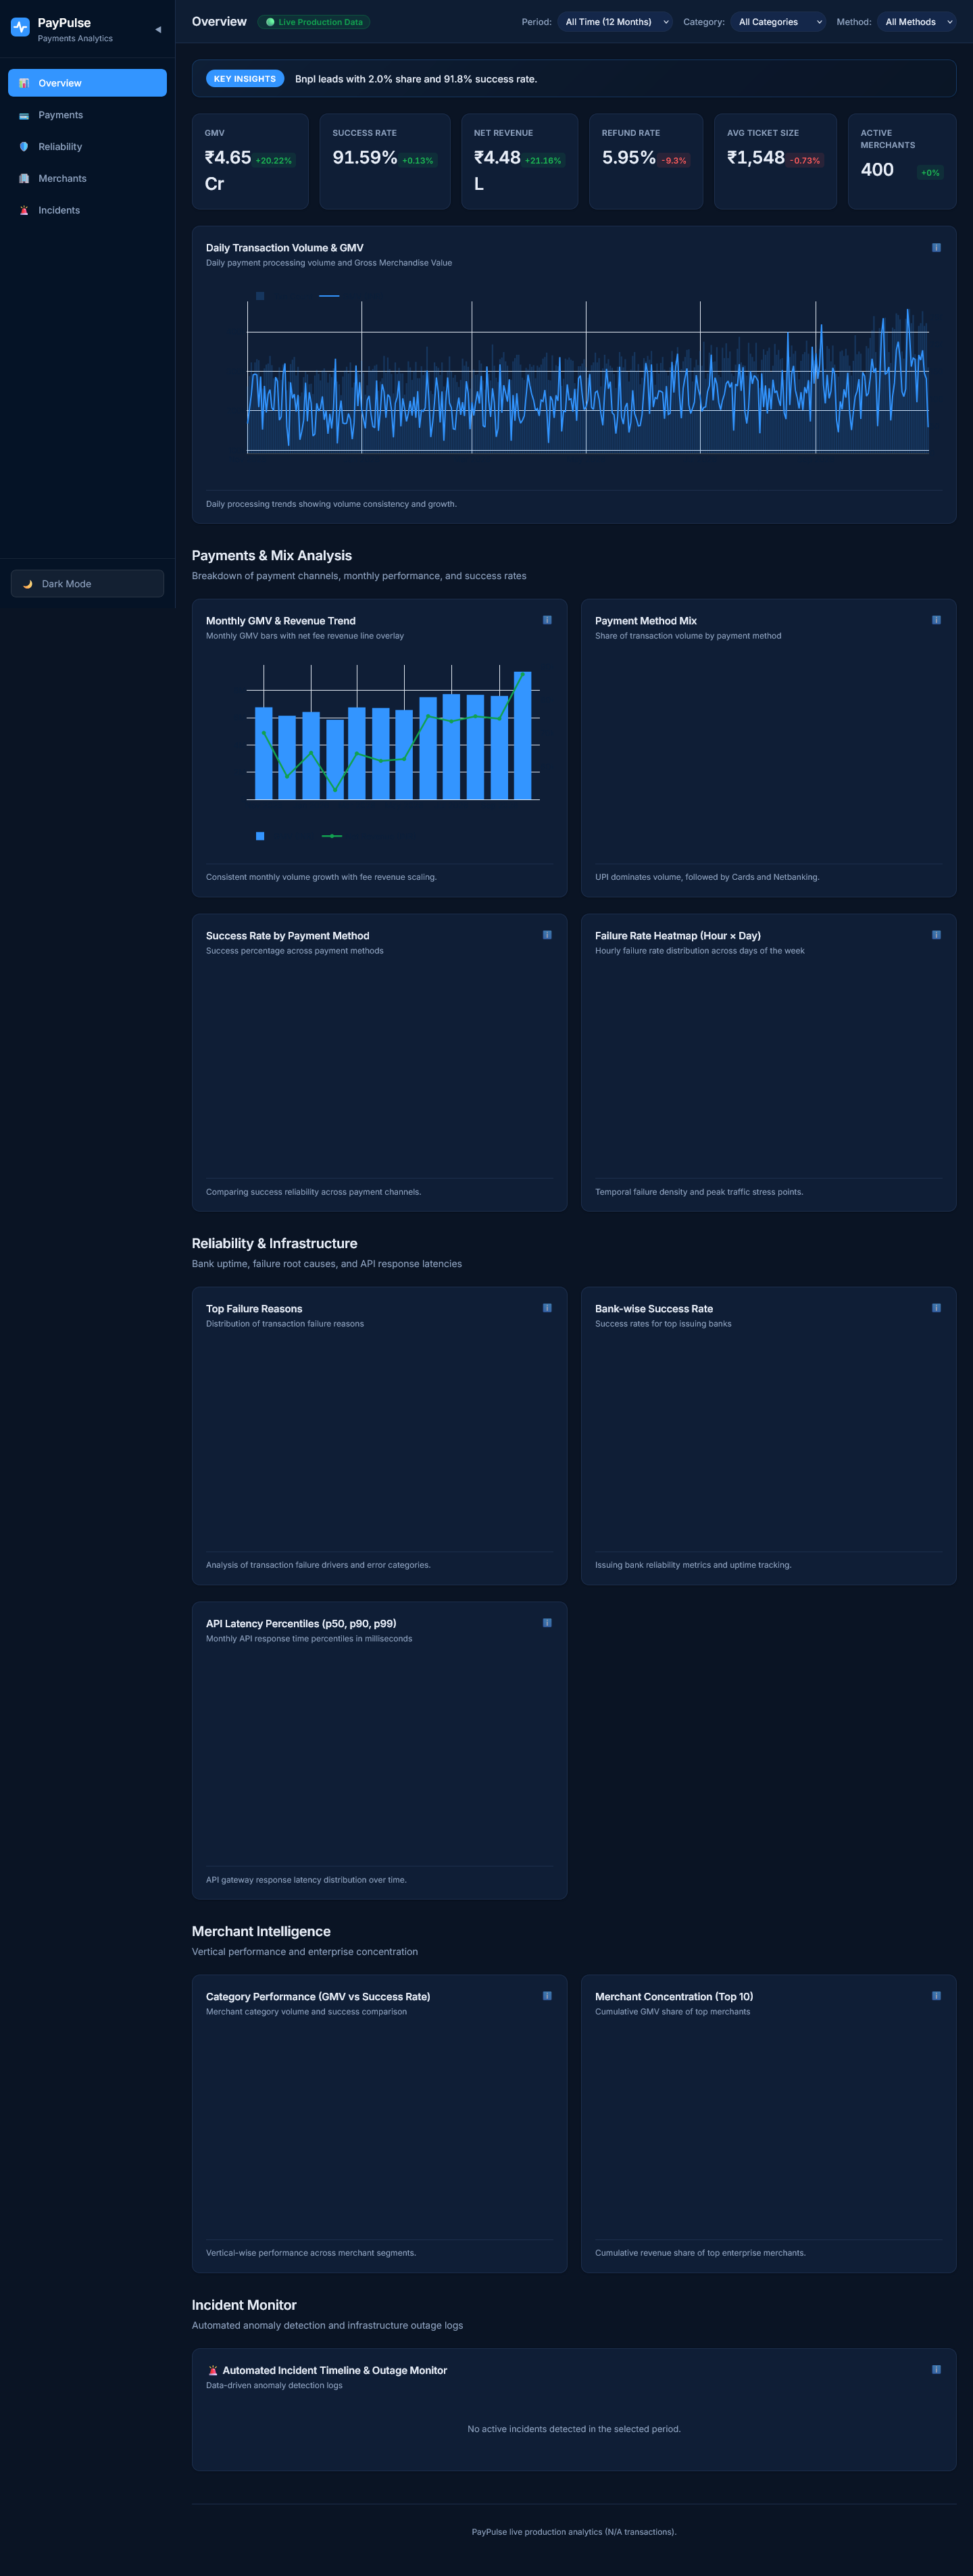 PayPulse
Payments Analytics
Overview
Payments
Reliability
Merchants
Incidents
Dark Mode
Overview
Live Production Data
Period:
All Time (12 Months)
Category:
All Categories
Method:
All Methods
KEY INSIGHTS
Bnpl leads with 2.0% share and 91.8% success rate.
GMV
₹4.65 Cr
+20.22%
SUCCESS RATE
91.59%
+0.13%
NET REVENUE
₹4.48 L
+21.16%
REFUND RATE
5.95%
-9.3%
AVG TICKET SIZE
₹1,548
-0.73%
ACTIVE MERCHANTS
400
+0%
Daily Transaction Volume & GMV
Daily payment processing volume and Gross Merchandise Value
Daily processing trends showing volume consistency and growth.
Payments & Mix Analysis
Breakdown of payment channels, monthly performance, and success rates
Monthly GMV & Revenue Trend
Monthly GMV bars with net fee revenue line overlay
Consistent monthly volume growth with fee revenue scaling.
Payment Method Mix
Share of transaction volume by payment method
UPI dominates volume, followed by Cards and Netbanking.
Success Rate by Payment Method
Success percentage across payment methods
Comparing success reliability across payment channels.
Failure Rate Heatmap (Hour × Day)
Hourly failure rate distribution across days of the week
Temporal failure density and peak traffic stress points.
Reliability & Infrastructure
Bank uptime, failure root causes, and API response latencies
Top Failure Reasons
Distribution of transaction failure reasons
Analysis of transaction failure drivers and error categories.
Bank-wise Success Rate
Success rates for top issuing banks
Issuing bank reliability metrics and uptime tracking.
API Latency Percentiles (p50, p90, p99)
Monthly API response time percentiles in milliseconds
API gateway response latency distribution over time.
Merchant Intelligence
Vertical performance and enterprise concentration
Category Performance (GMV vs Success Rate)
Merchant category volume and success comparison
Vertical-wise performance across merchant segments.
Merchant Concentration (Top 10)
Cumulative GMV share of top merchants
Cumulative revenue share of top enterprise merchants.
Incident Monitor
Automated anomaly detection and infrastructure outage logs
Automated Incident Timeline & Outage Monitor
Data-driven anomaly detection logs
No active incidents detected in the selected period.
PayPulse live production analytics (N/A transactions).